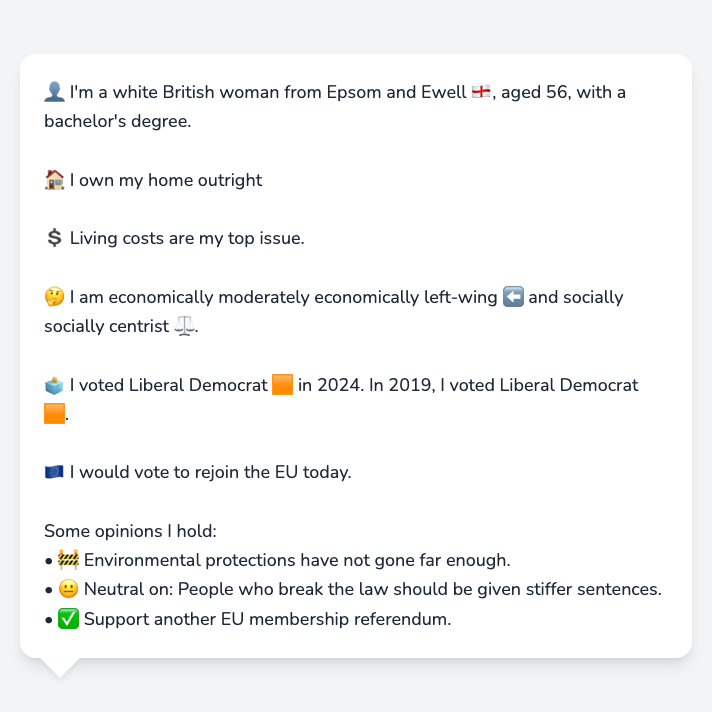 👤 I'm a white British woman from Epsom and Ewell 🏴󠁧󠁢󠁥󠁮󠁧󠁿, aged 56, with a
bachelor's degree.
🏠 I own my home outright
💲 Living costs are my top issue.
🤔 I am economically moderately economically left-wing ⬅️ and socially
socially centrist ⚖️.
🗳️ I voted Liberal Democrat 🟧 in 2024. In 2019, I voted Liberal Democrat
🟧.
🇪🇺 I would vote to rejoin the EU today.
Some opinions I hold:
• 🚧 Environmental protections have not gone far enough.
• 😐 Neutral on: People who break the law should be given stiffer sentences.
• ✅ Support another EU membership referendum.